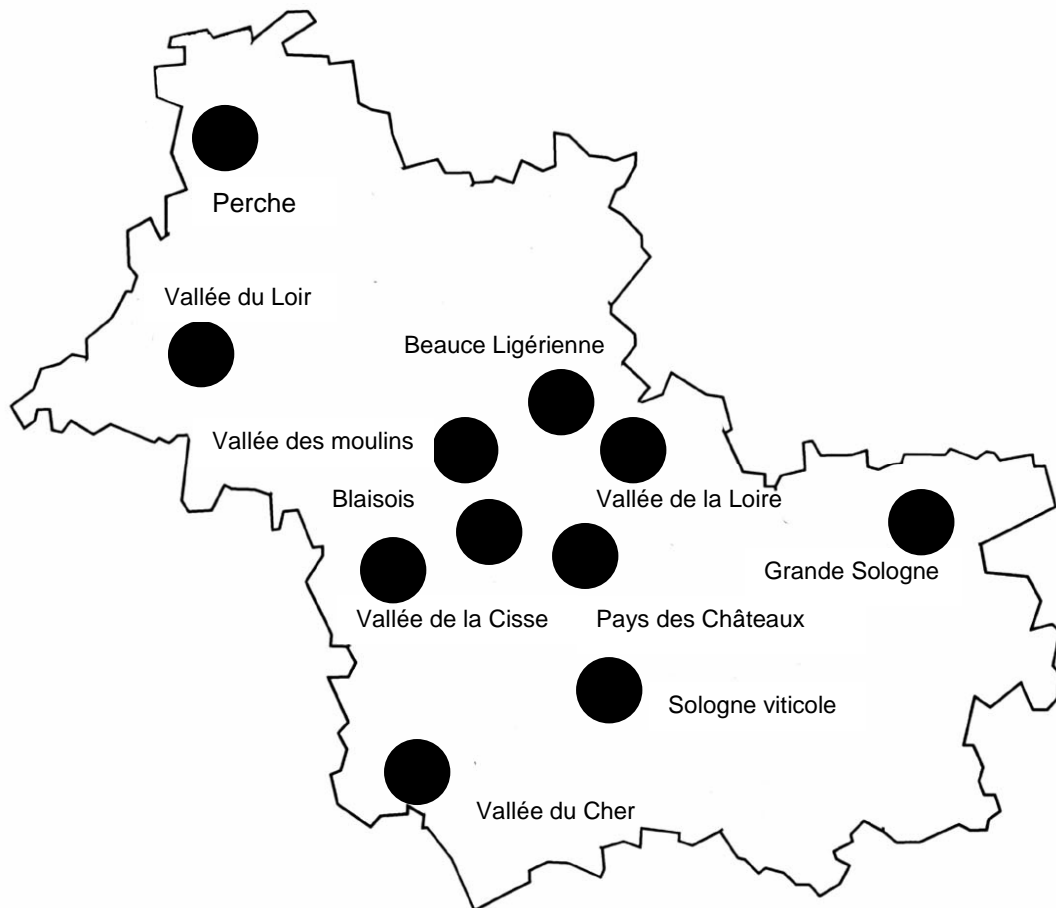 Perche
Vallée du Loir
Beauce Ligérienne
Vallée des moulins
Blaisois
Vallée de la Loire
Grande Sologne
Vallée de la Cisse
Pays des Châteaux
Sologne viticole
Vallée du Cher